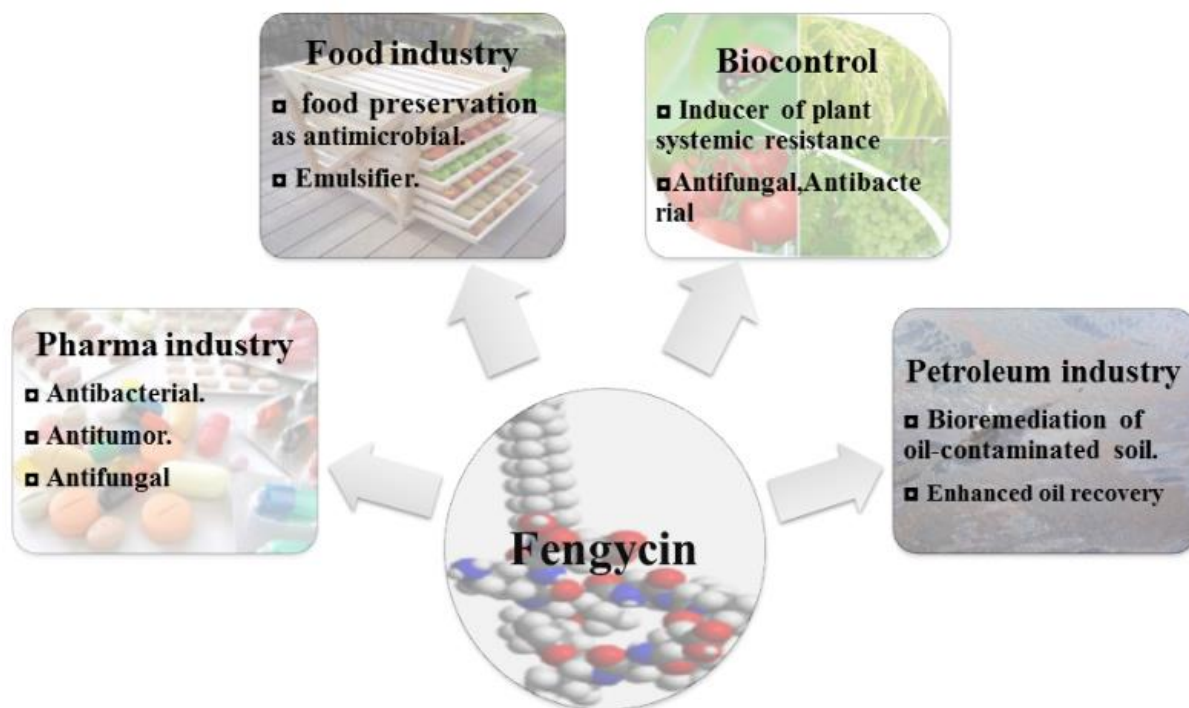 Food industry
◘ food preservation
as antimicrobial.
◘ Emulsifier.
Biocontrol
◘ Inducer of plant
systemic resistance
◘Antifungal,Antibacte
rial
Pharma industry
◘ Antibacterial.
◘ Antitumor.
◘ Antifungal
Petroleum industry
◘ Bioremediation of
oil-contaminated soil.
◘ Enhanced oil recovery
Fengycin